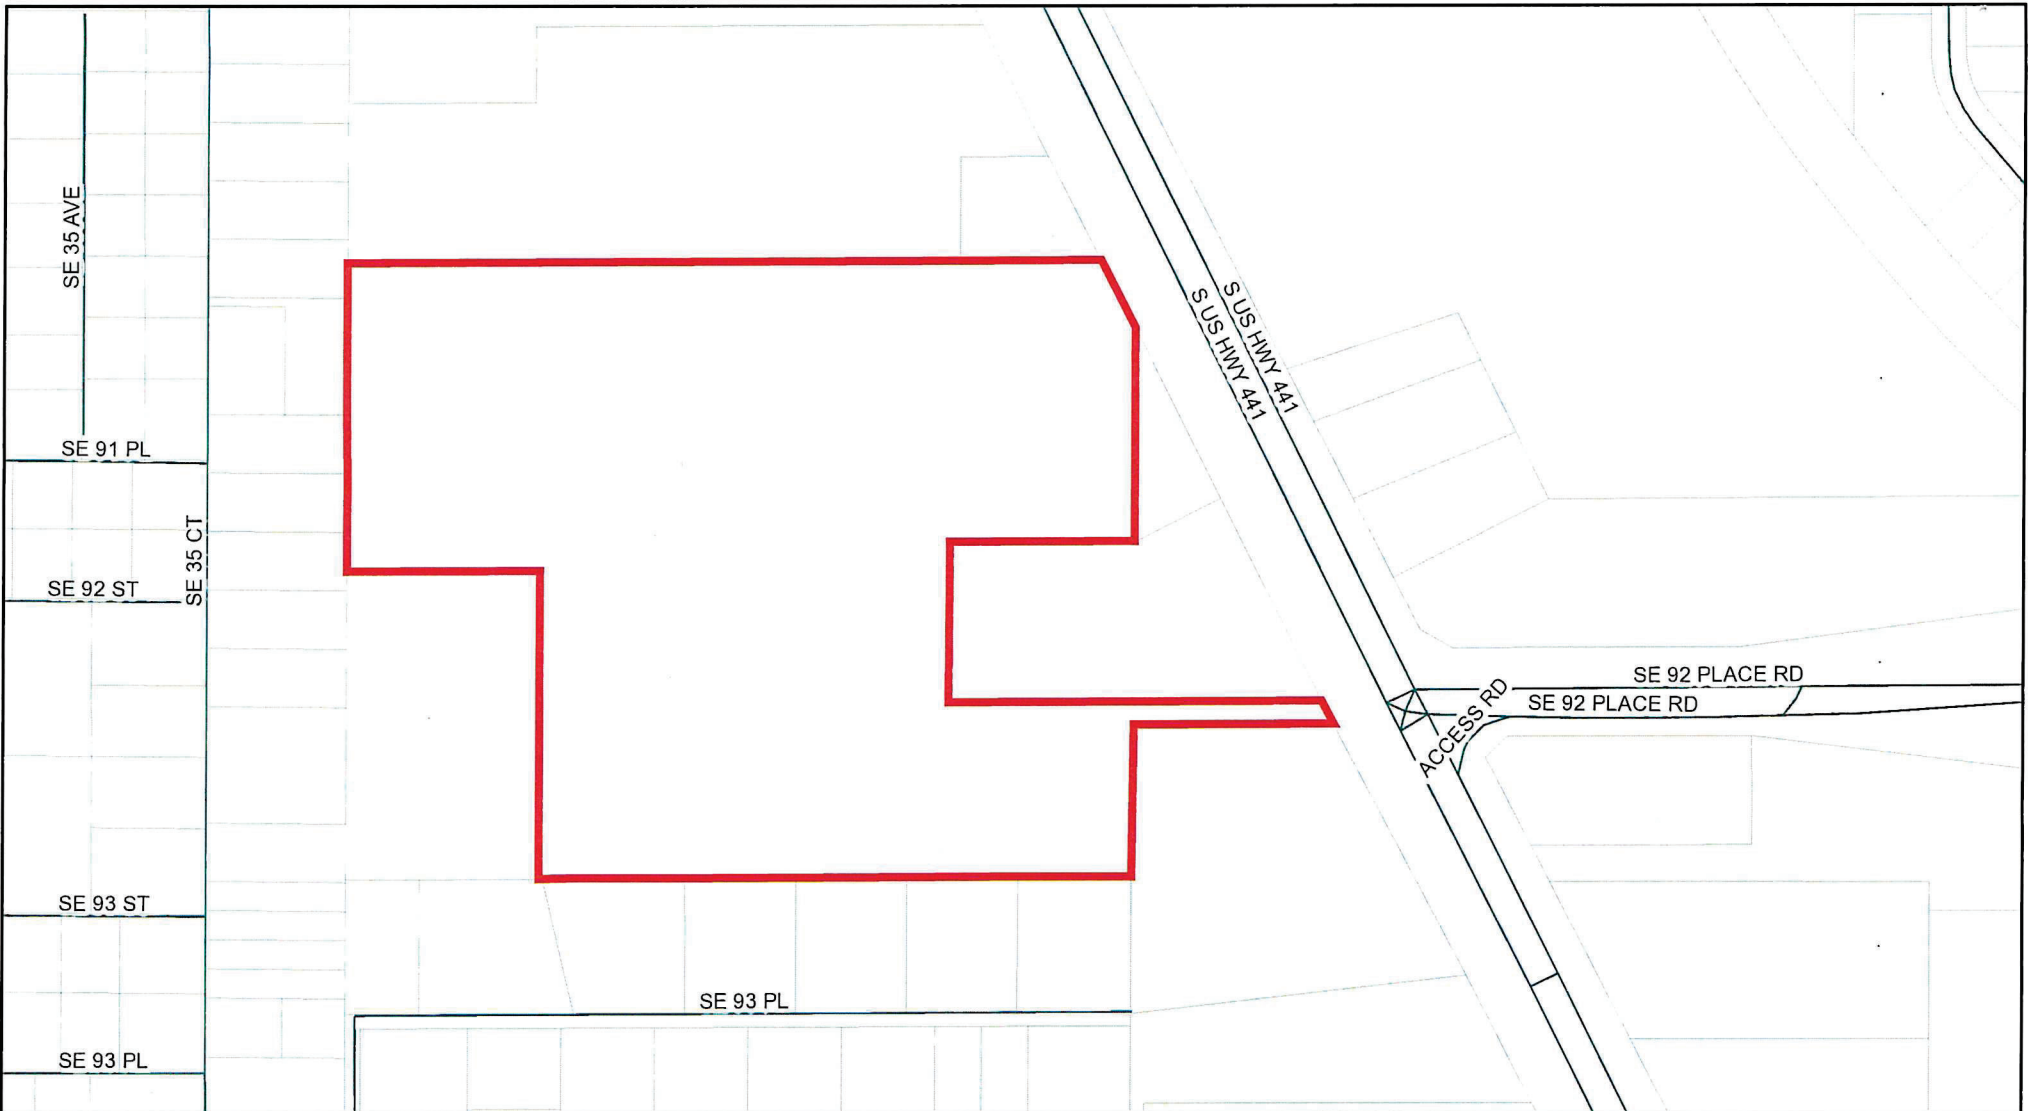 SE 35 AVE
S US HWY 441
S US HWY 441
SE 91 PL
SE 35 CT
SE 92 ST
SE 92 PLACE RD
SE 92 PLACE RD
ACCESS RD
SE 93 ST
SE 93 PL
SE 93 PL